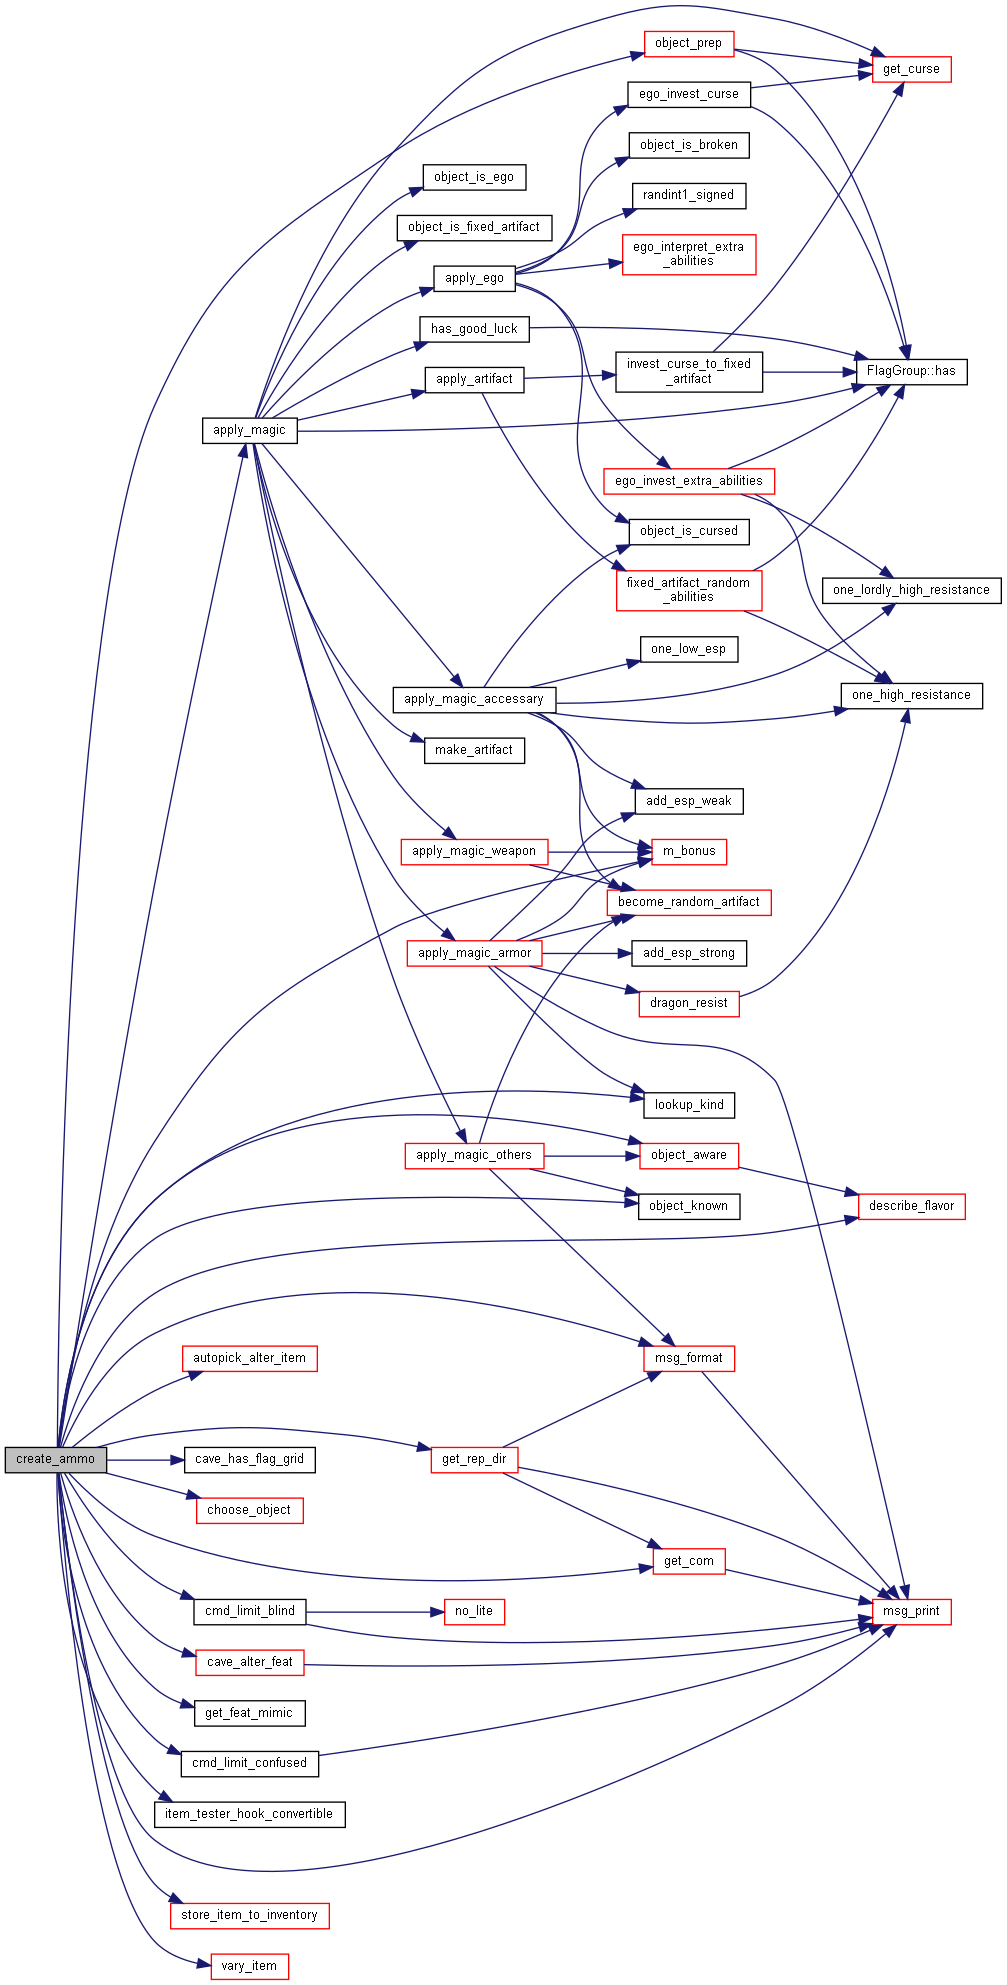 object_prep
get_curse
ego_invest_curse
object_is_broken
object_is_ego
randint1_signed
object_is_fixed_artifact
ego_interpret_extra
_abilities
apply_ego
has_good_luck
invest_curse_to_fixed
_artifact
FlagGroup::has
apply_artifact
apply_magic
ego_invest_extra_abilities
object_is_cursed
fixed_artifact_random
_abilities
one_lordly_high_resistance
one_low_esp
apply_magic_accessary
one_high_resistance
make_artifact
add_esp_weak
apply_magic_weapon
m_bonus
become_random_artifact
apply_magic_armor
add_esp_strong
dragon_resist
lookup_kind
apply_magic_others
object_aware
object_known
describe_flavor
autopick_alter_item
msg_format
create_ammo
cave_has_flag_grid
get_rep_dir
choose_object
get_com
cmd_limit_blind
no_lite
msg_print
cave_alter_feat
get_feat_mimic
cmd_limit_confused
item_tester_hook_convertible
store_item_to_inventory
vary_item